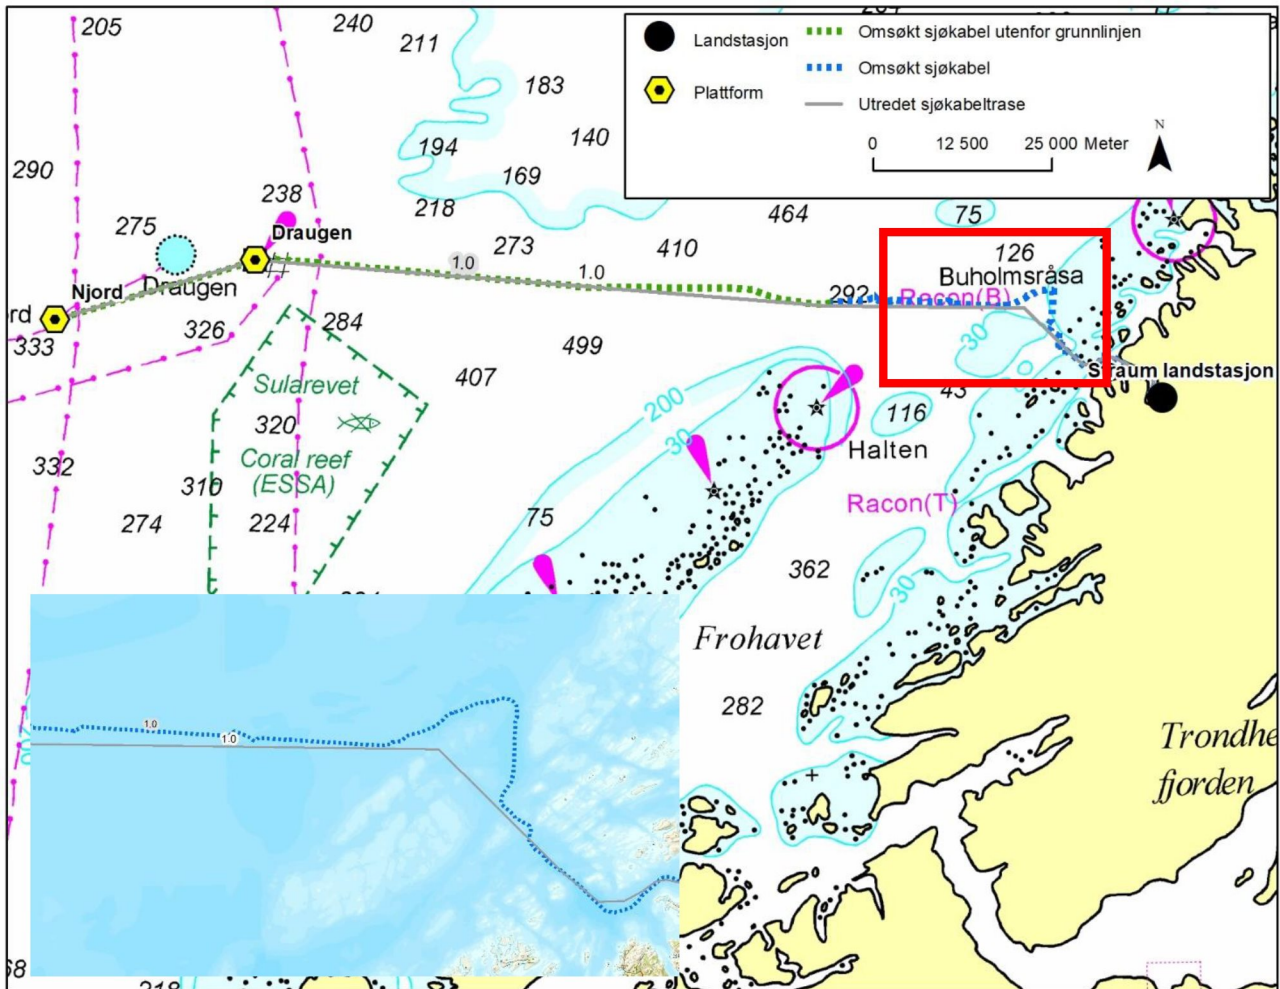 205
240
211
183
194
140
169
290
238
218
275
464
75
Landstasjon
Plattform
Omsøkt sjøkabel utenfor grunnlinjen
Omsøkt sjøkabel
Utredet sjøkabeltrase
0 12 500 25 000 Meter
N
Draugen
273
410
126
Buholmsråsa
1.0
1.0
Draugen
Njord
292
Racon(B)
333
326
284
499
30
Straum landstasjon
407
43
Sularevet
320
200
30
116
Coral reef
(ESSA)
332
310
Halten
274
224
75
Racon(T)
362
30
Frohavet
282
1.0
1.0
Trondhe
fjorden